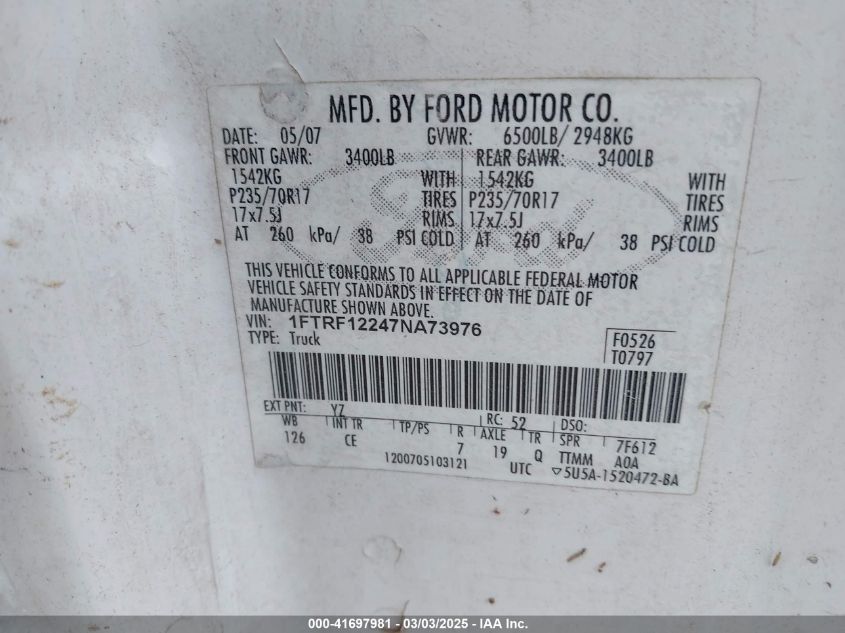 MFD. BY FORD MOTOR CO.
DATE: 05/07 GVWR: 6500LB/ 2948KG
FRONT GAWR: 3400LB REAR GAWR: 3400LB
1542KG WITH 1542KG WITH
P235/70R17 TIRES P235/70R17 TIRES
17x7.5J RIMS 17x7.5J RIMS
AT 260 kPa/ 38 PSI COLD AT 260 kPa/ 38 PSI COLD
THIS VEHICLE CONFORMS TO ALL APPLICABLE FEDERAL MOTOR
VEHICLE SAFETY STANDARDS IN EFFECT ON THE DATE OF
MANUFACTURE SHOWN ABOVE.
VIN: 1FTRF12247NA73976
TYPE: Truck
F0526
T0797
EXT PNT: YZ RC: 52 DSO:
WB INT TR TP/PS R AXLE TR SPR 7F612
126 CE 7 19 Q TTMM AOA
1200705103121 UTC ▽5U5A-1520472-BA
000-41697981 - 03/03/2025 - IAA, Inc.